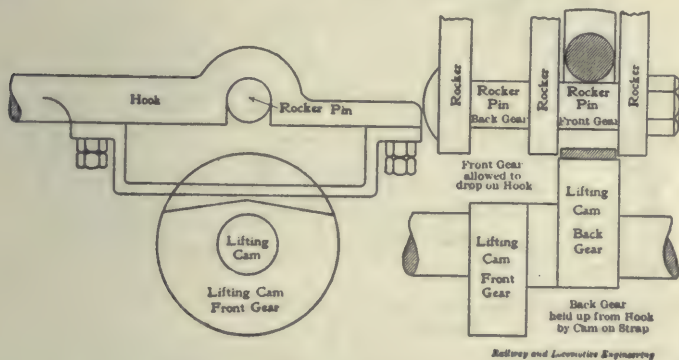 Hook
Rocker Pin
Lifting
Cam
Lifting Cam
Front Gear
Rocker
Rocker
Pin
Back Gear
Rocker
Rocker
Pin
Front Gear
Rocker
Front Gear
allowed to
drop on Hook
Lifting
Cam
Front
Gear
Lifting
Cam
Back
Gear
Back Gear
held up from Hook
by Cam on Strap
Railway and Locomotive Engineering